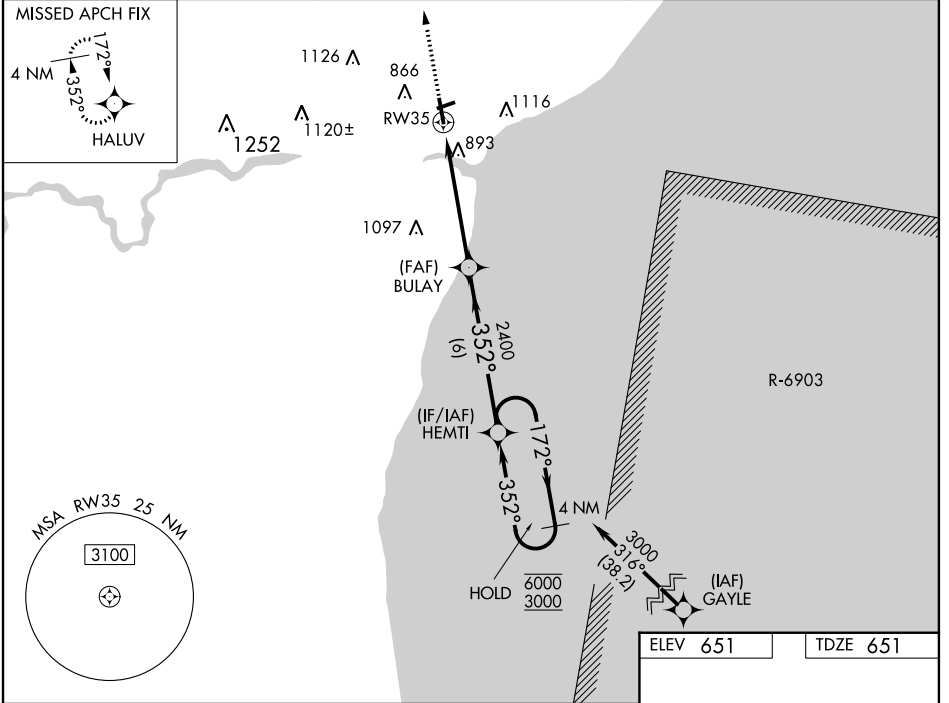 MISSED APCH FIX
4 NM
172°
352°
HALUV
1126
866
1116
RW35
1252
1120±
893
1097
(FAF)
BULAY
2400
352°
(6)
R-6903
(IF/IAF)
HEMTI
172°
352°
4 NM
HOLD
6000
3000
3000
316°
(38.2)
(IAF)
GAYLE
MSA RW35 25 NM
3100
ELEV 651
TDZE 651